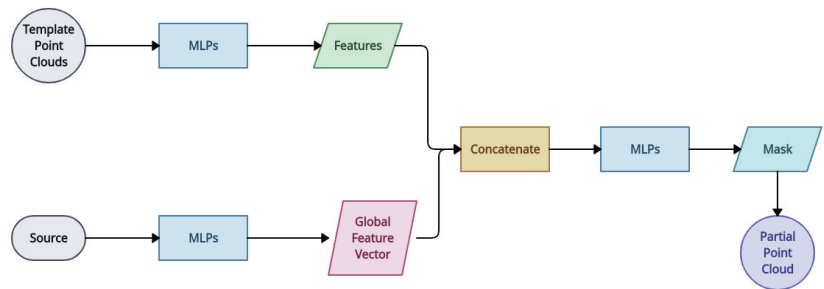 Template
Point
Clouds
MLPs
Features
Concatenate
MLPs
Mask
Source
MLPs
Global
Feature
Vector
Partial
Point
Cloud